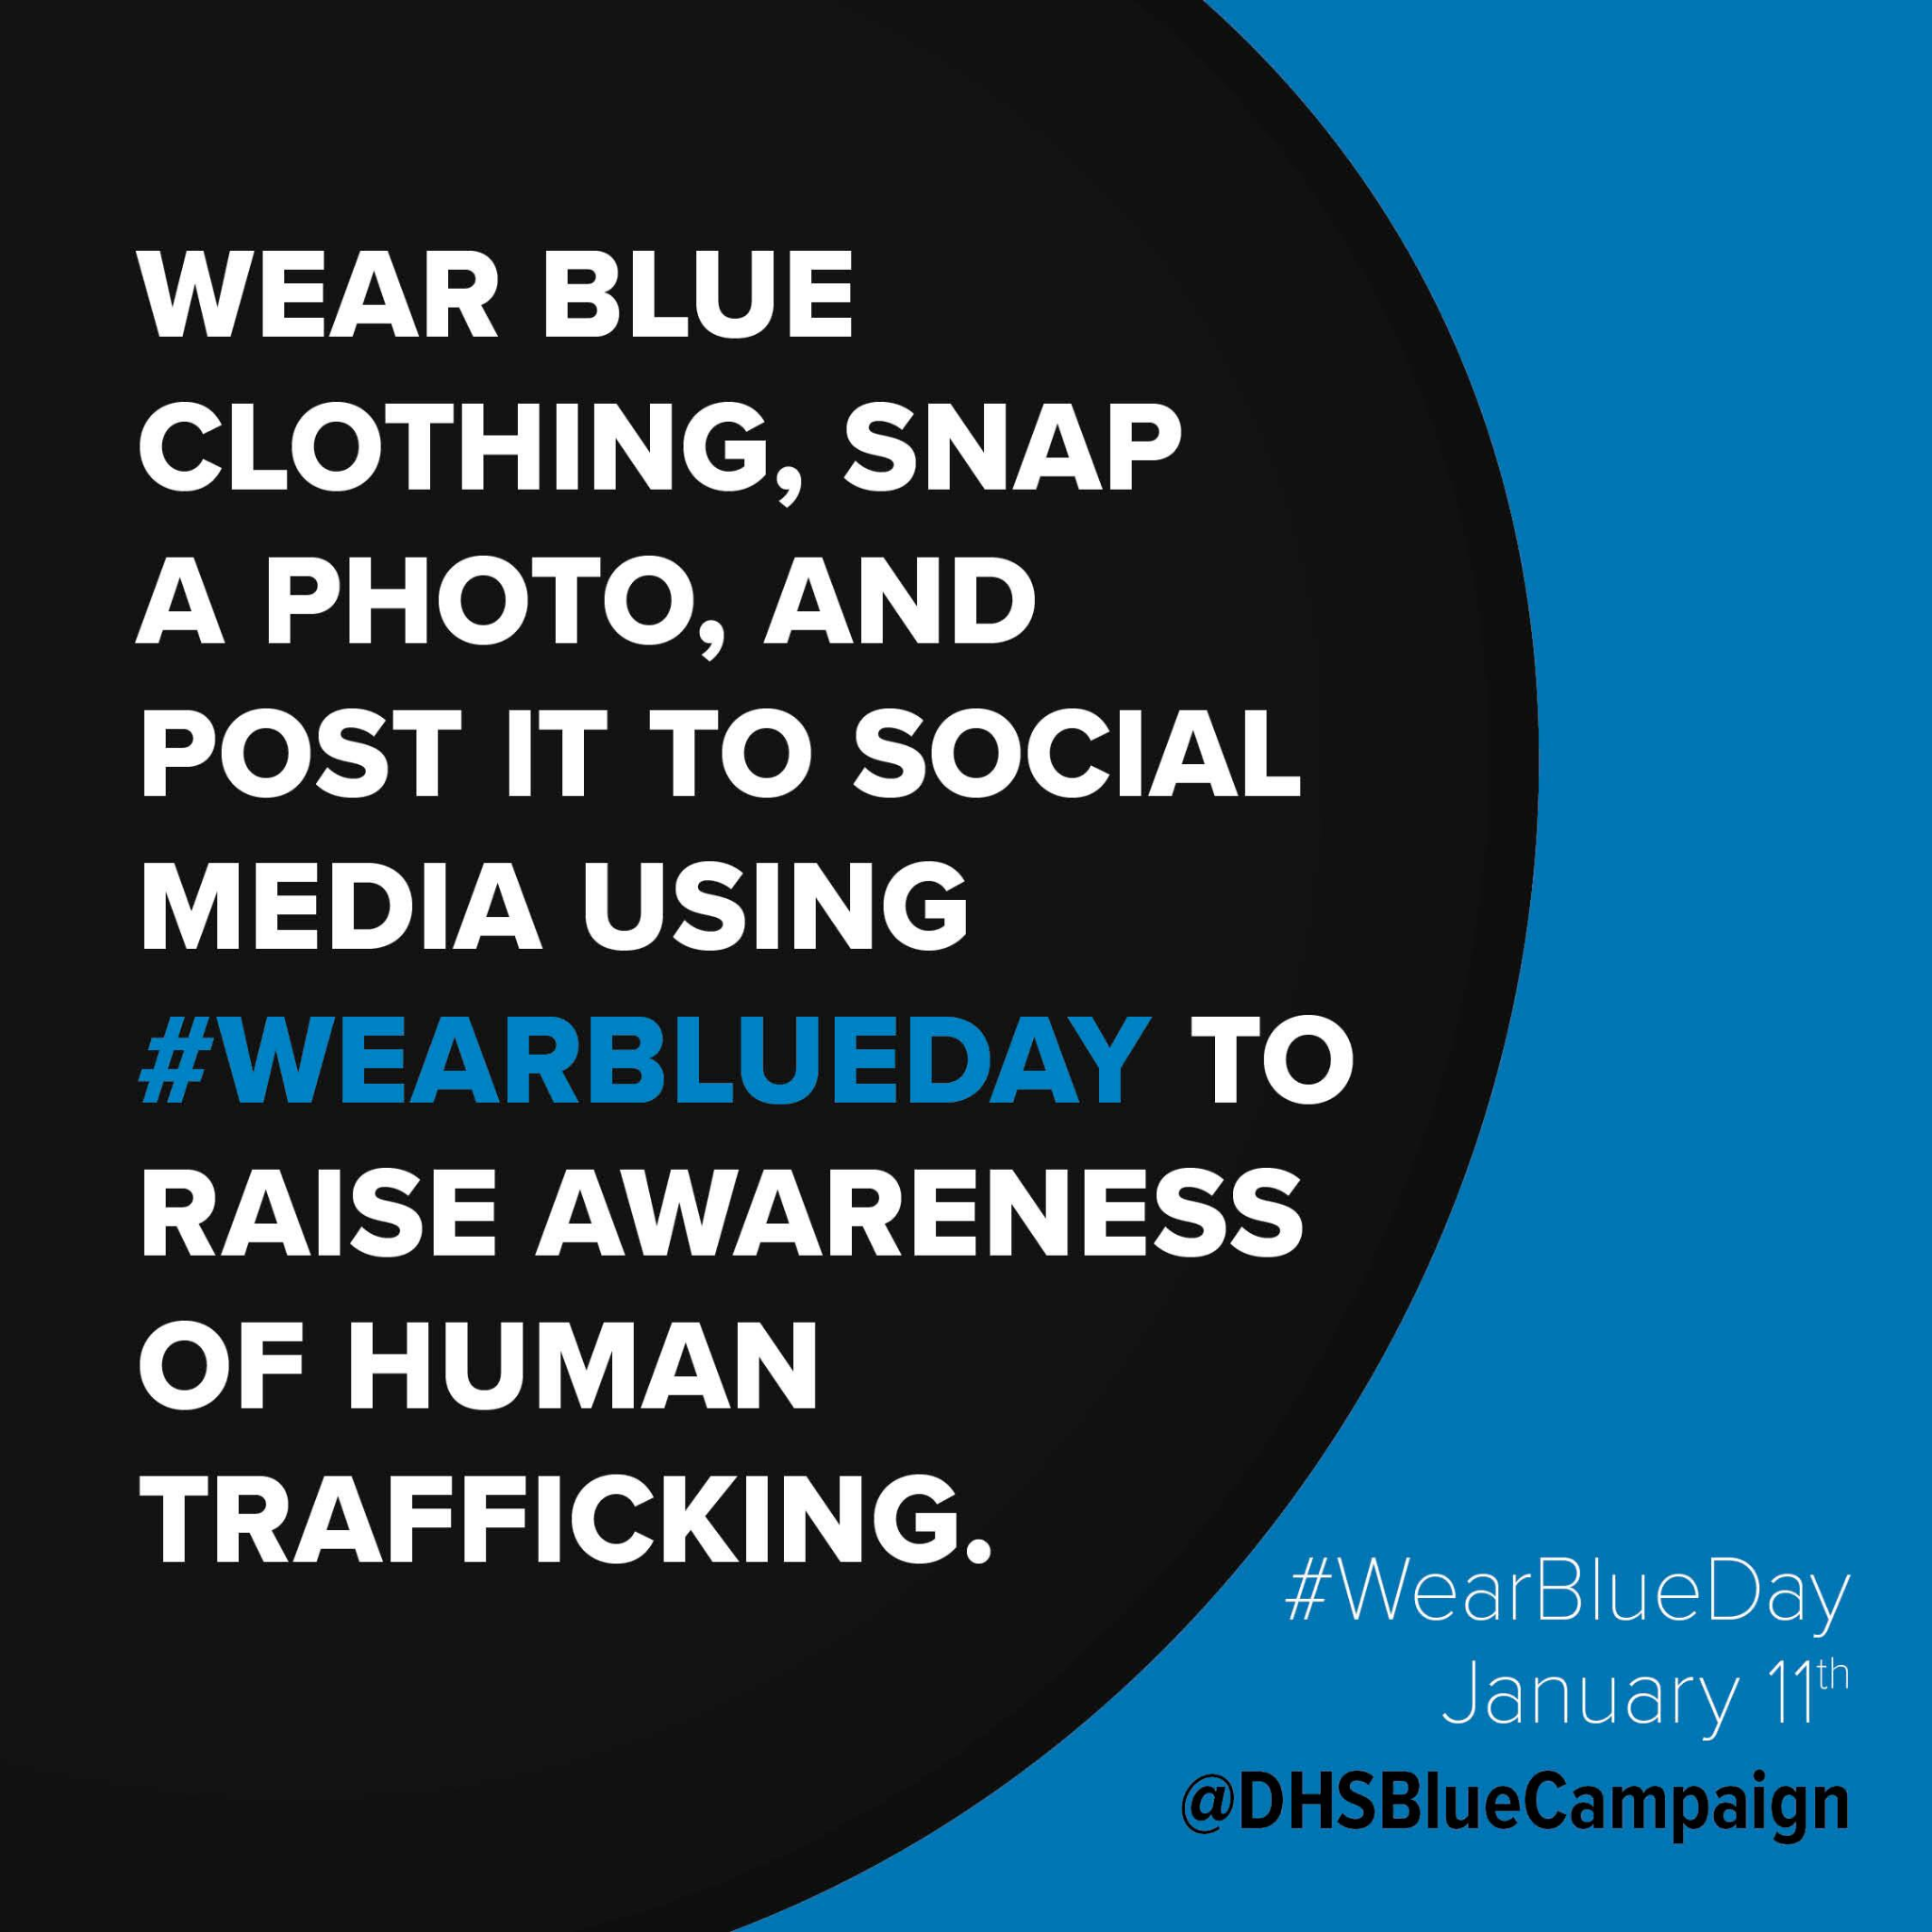 WEAR BLUE
CLOTHING, SNAP
A PHOTO, AND
POST IT TO SOCIAL
MEDIA USING
#WEARBLUEDAY TO
RAISE AWARENESS
OF HUMAN
TRAFFICKING.
#WearBlueDay
January 11th
@DHSBlueCampaign